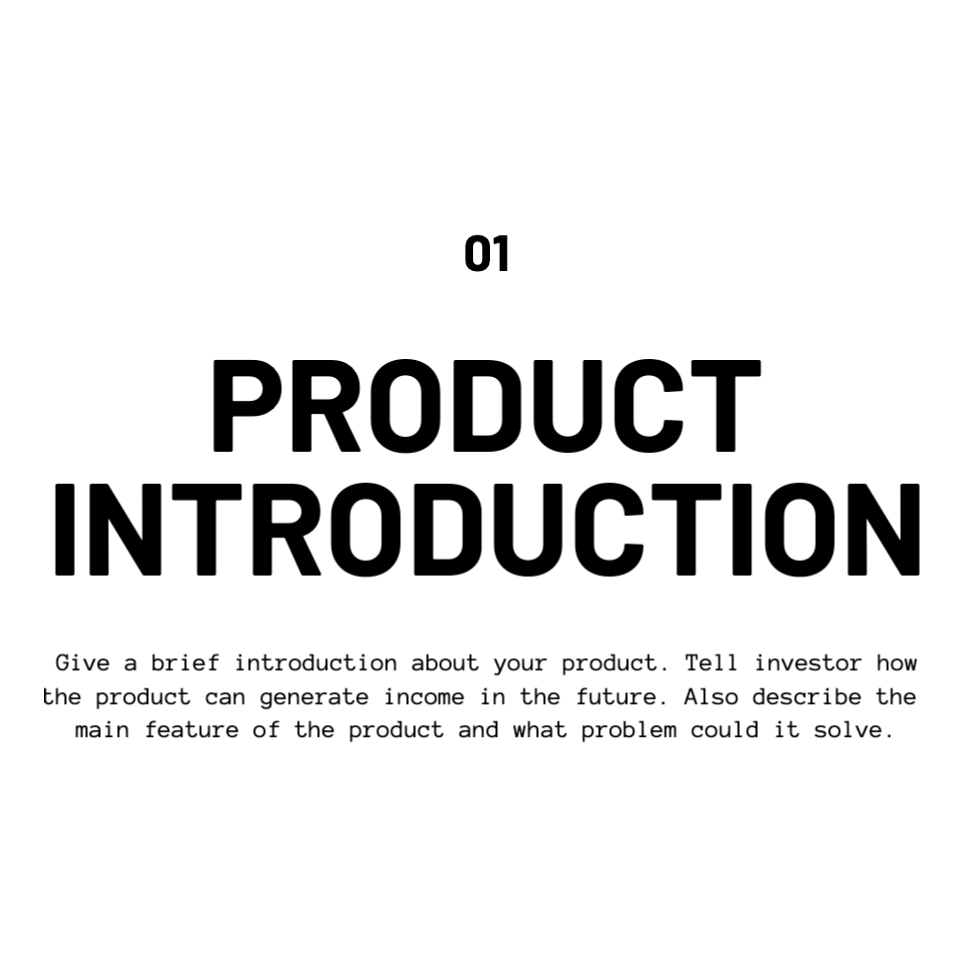 01
PRODUCT
INTRODUCTION
Give a brief introduction about your product. Tell investor how
the product can generate income in the future. Also describe the
main feature of the product and what problem could it solve.